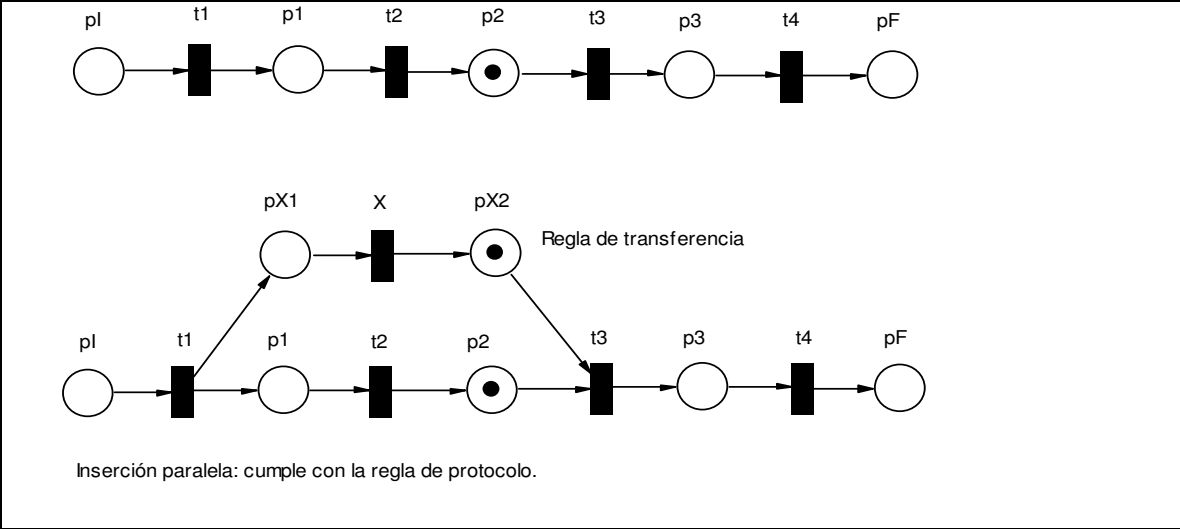 pI t1 p1 t2 p2 t3 p3 t4 pF
pX1 X pX2
Regla de transferencia
pI t1 p1 t2 p2 t3 p3 t4 pF
Inserción paralela: cumple con la regla de protocolo.